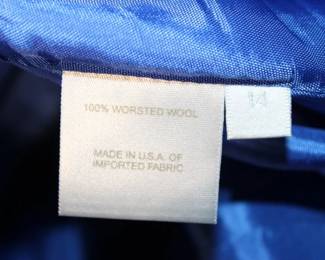 100% WORSTED WOOL
14
MADE IN U.S.A. OF
IMPORTED FABRIC